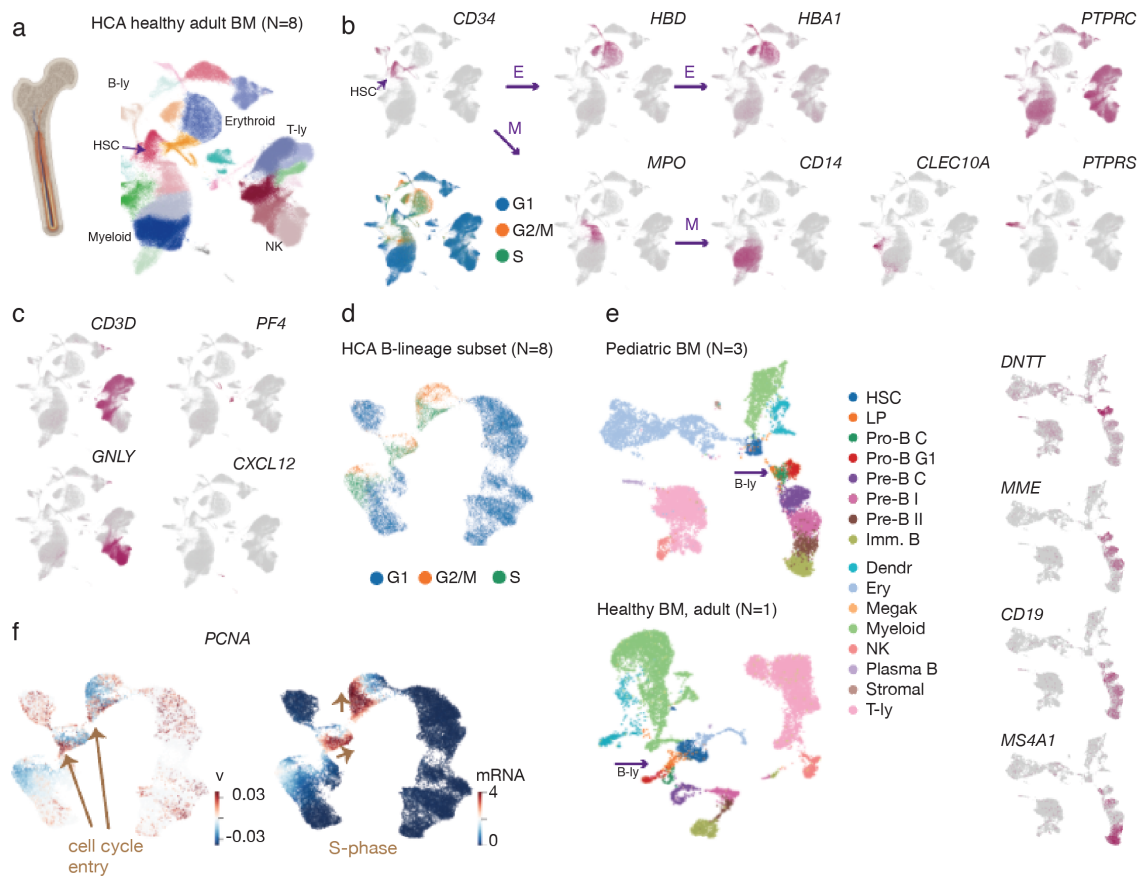 a
HCA healthy adult BM (N=8)
B-ly
Erythroid
T-ly
HSC
Myeloid
NK
b
CD34
HBD
HBA1
PTPRC
HSC
E
E
M
MPO
CD14
CLEC10A
PTPRS
G1
G2/M
S
M
c
CD3D
PF4
GNLY
CXCL12
d
HCA B-lineage subset (N=8)
G1
G2/M
S
e
Pediatric BM (N=3)
B-ly
HSC
LP
Pro-B C
Pro-B G1
Pre-B C
Pre-B I
Pre-B II
Imm. B
Dendr
Ery
Megak
Myeloid
NK
Plasma B
Stromal
T-ly
Healthy BM, adult (N=1)
B-ly
DNTT
MME
CD19
MS4A1
f
PCNA
v
0.03
-0.03
cell cycle
entry
mRNA
4
0
S-phase